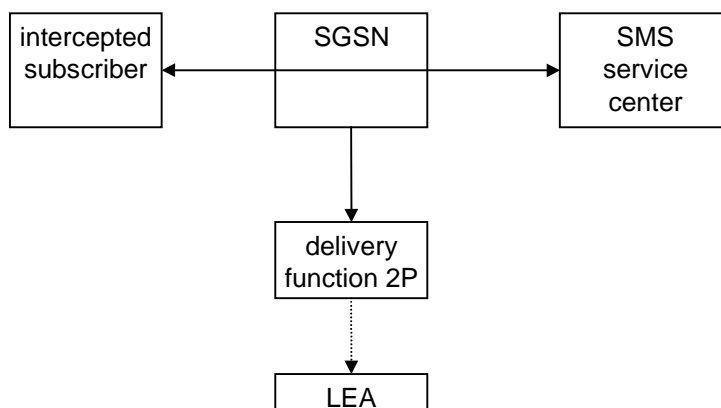 intercepted
subscriber
SGSN
SMS
service
center
delivery
function 2P
LEA